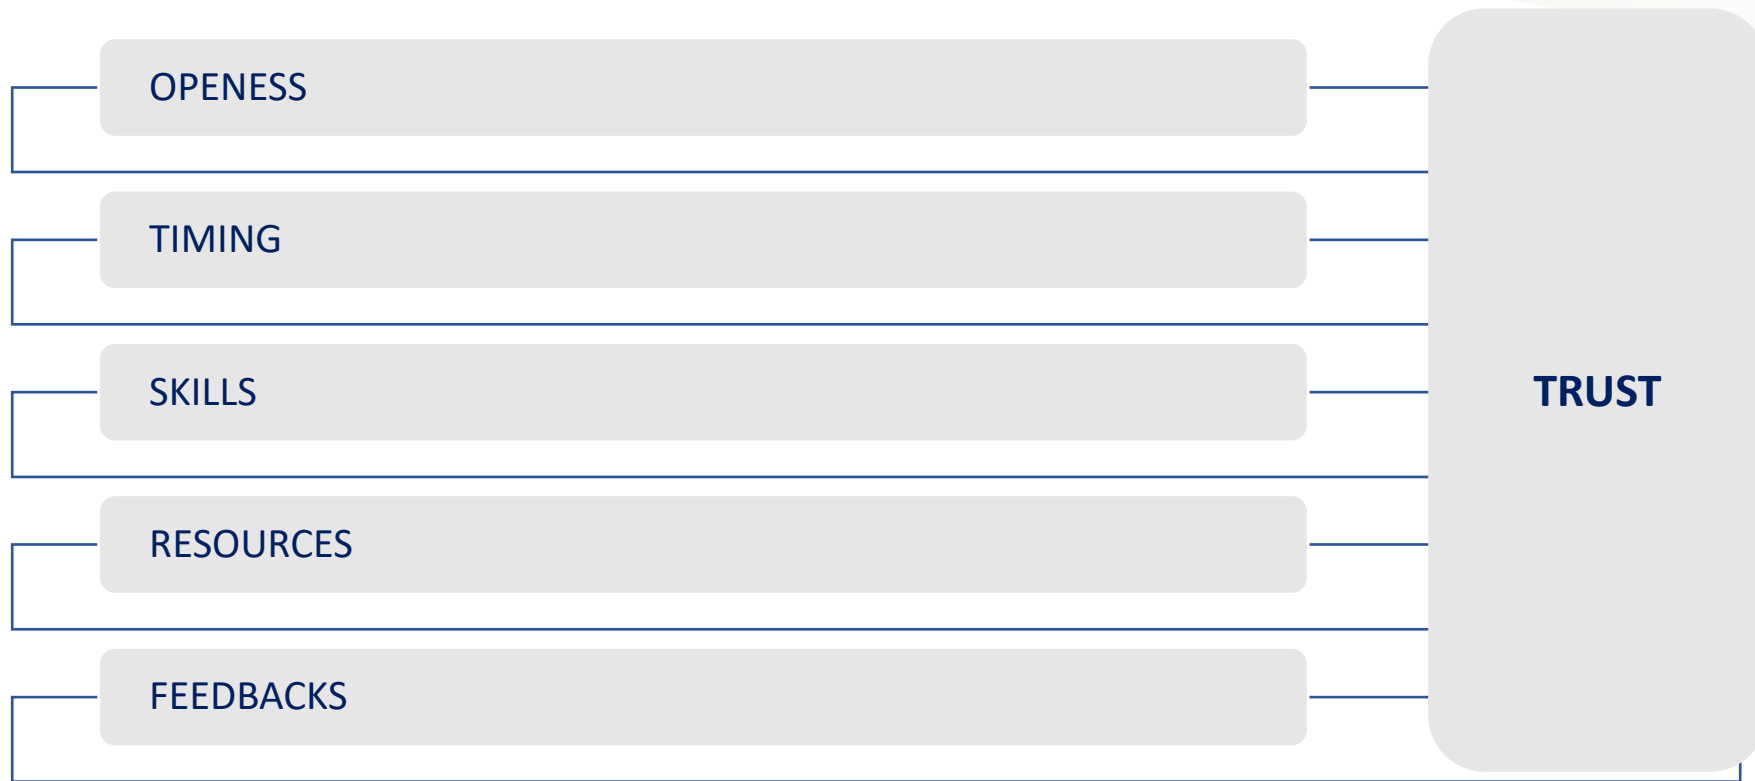 OPENESS
TIMING
SKILLS
TRUST
RESOURCES
FEEDBACKS